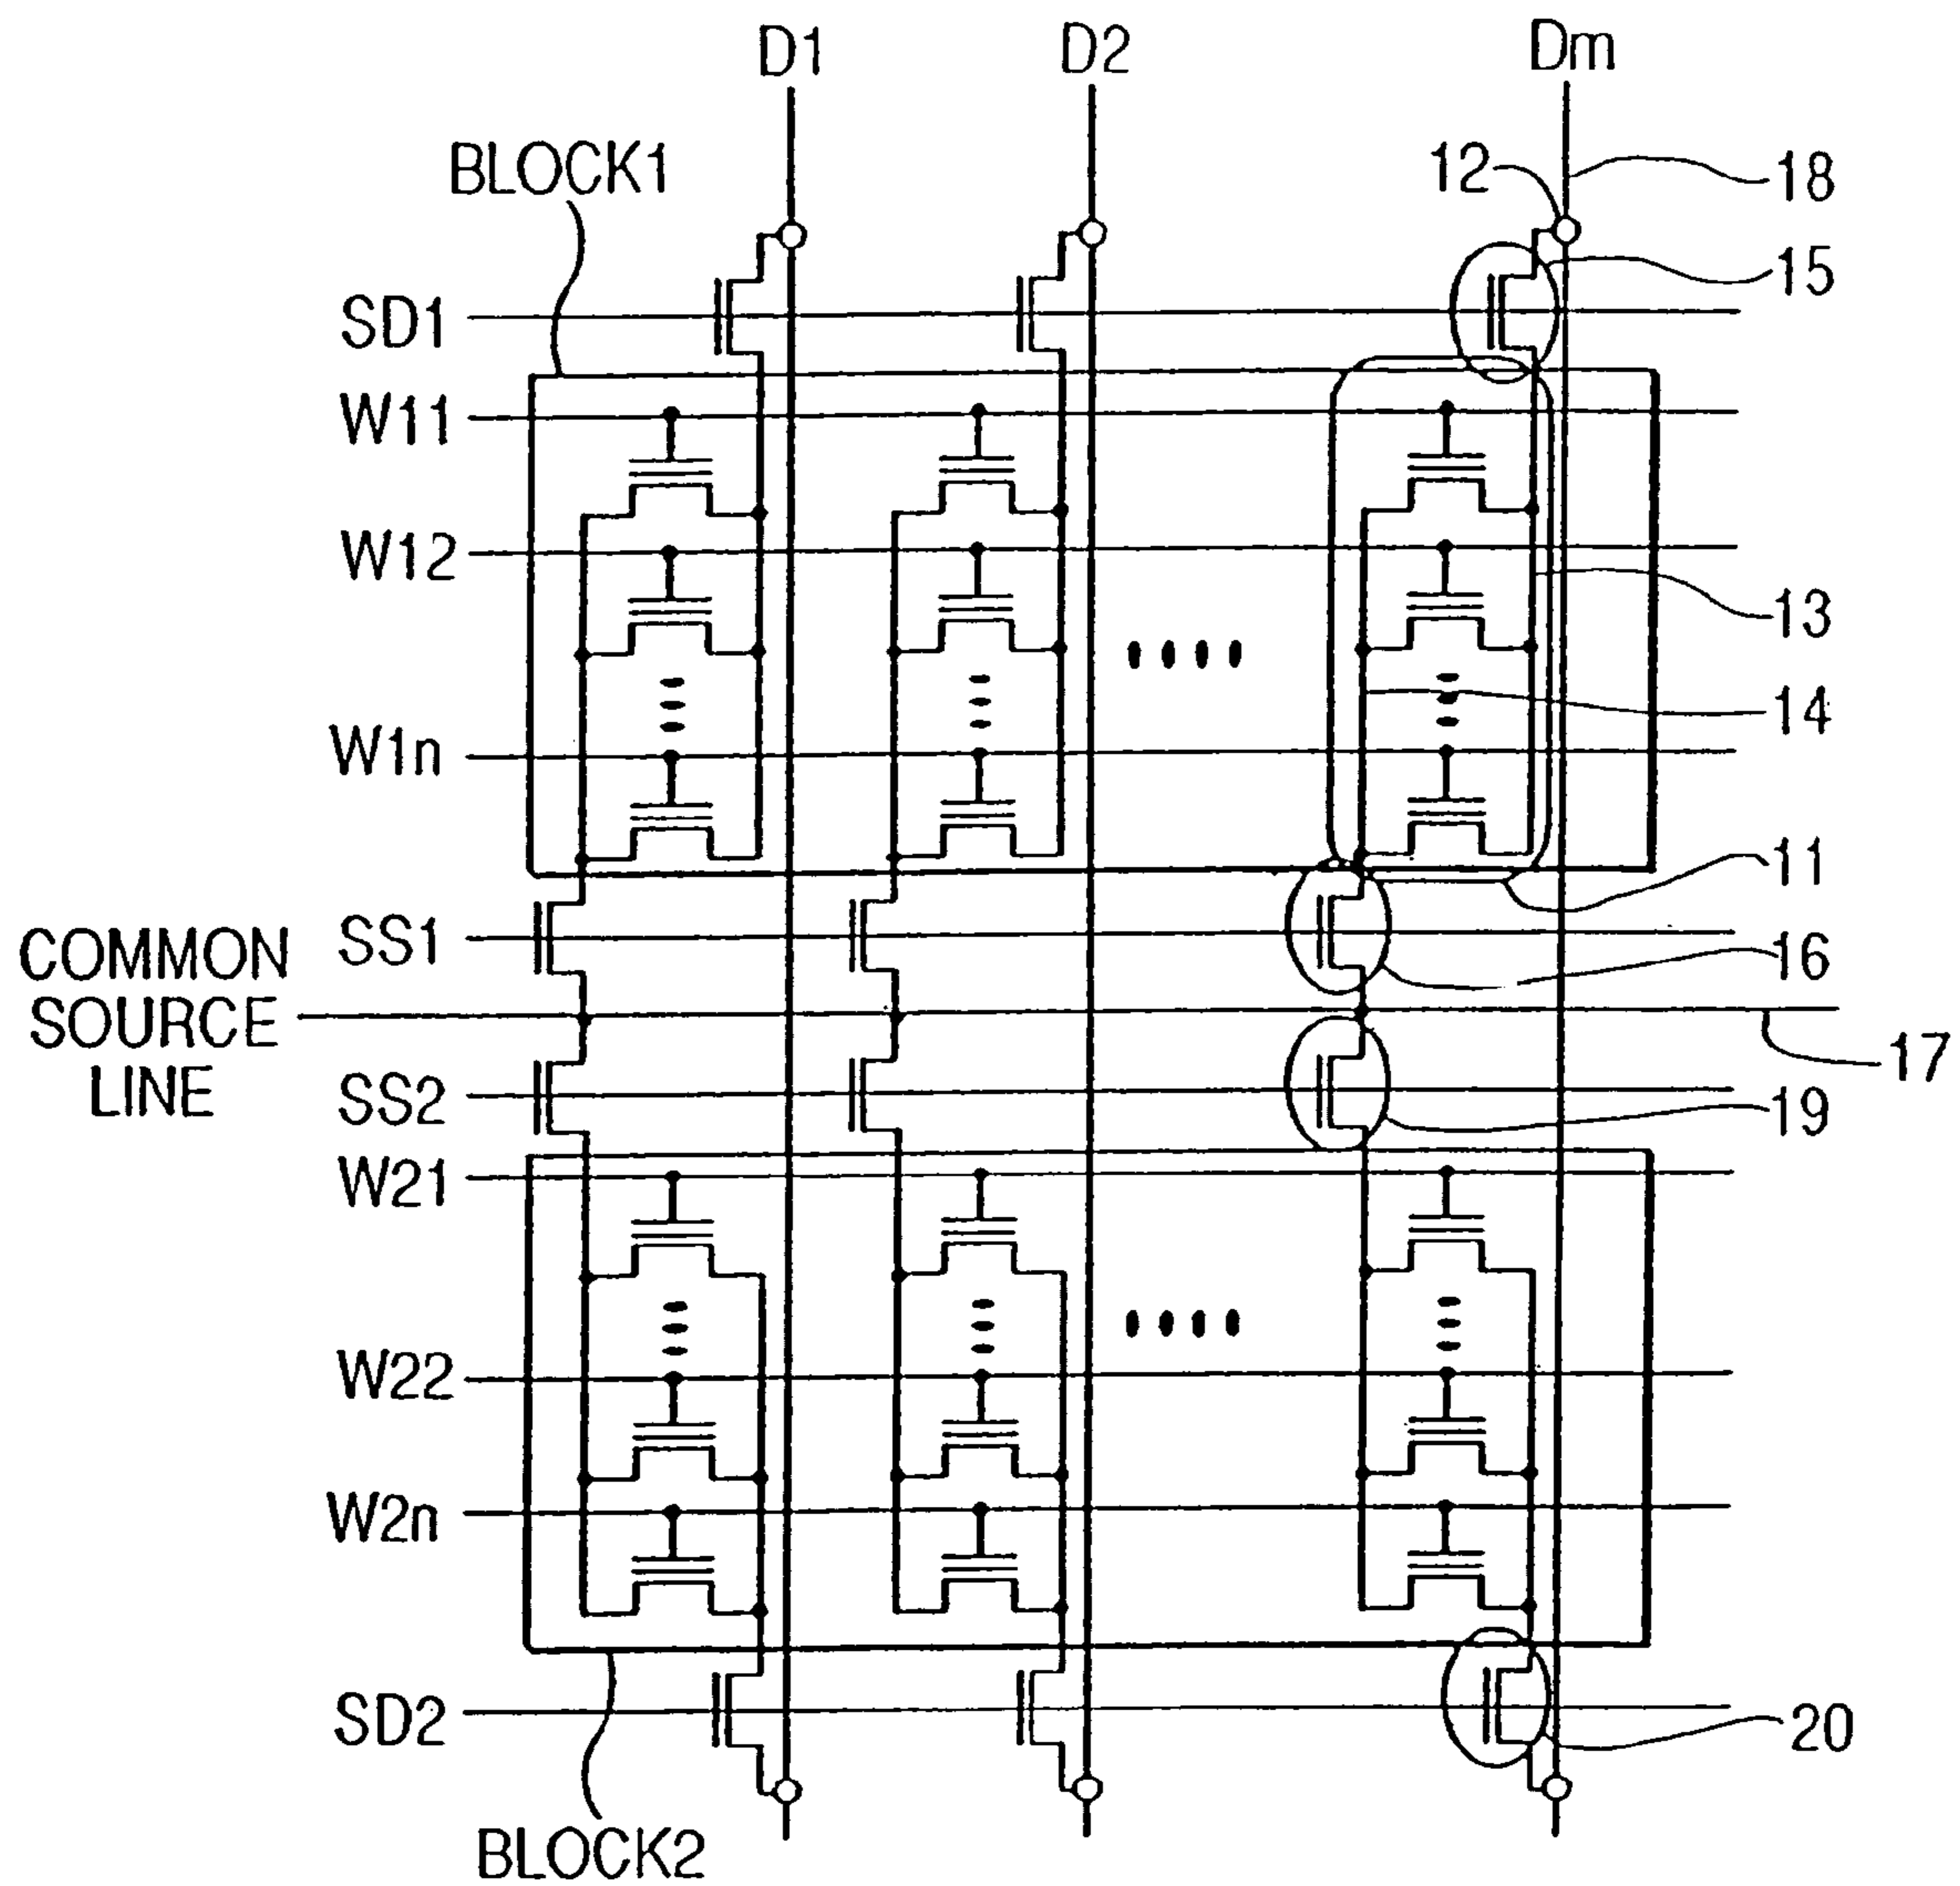 D1 D2 Dm
BLOCK1 12 18
15
SD1
W11
W12
13
14
W1n
11
SS1
16
COMMON
SOURCE
LINE
17
SS2
19
W21
W22
W2n
SD2
20
BLOCK2